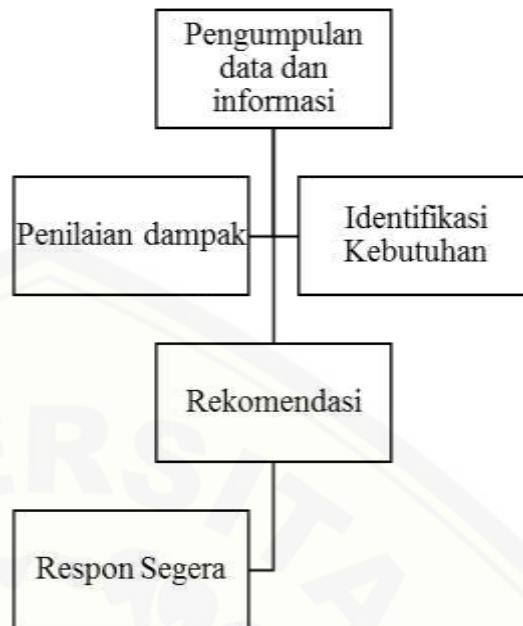 Pengumpulan
data dan
informasi
Penilaian dampak
Identifikasi
Kebutuhan
Rekomendasi
Respon Segera